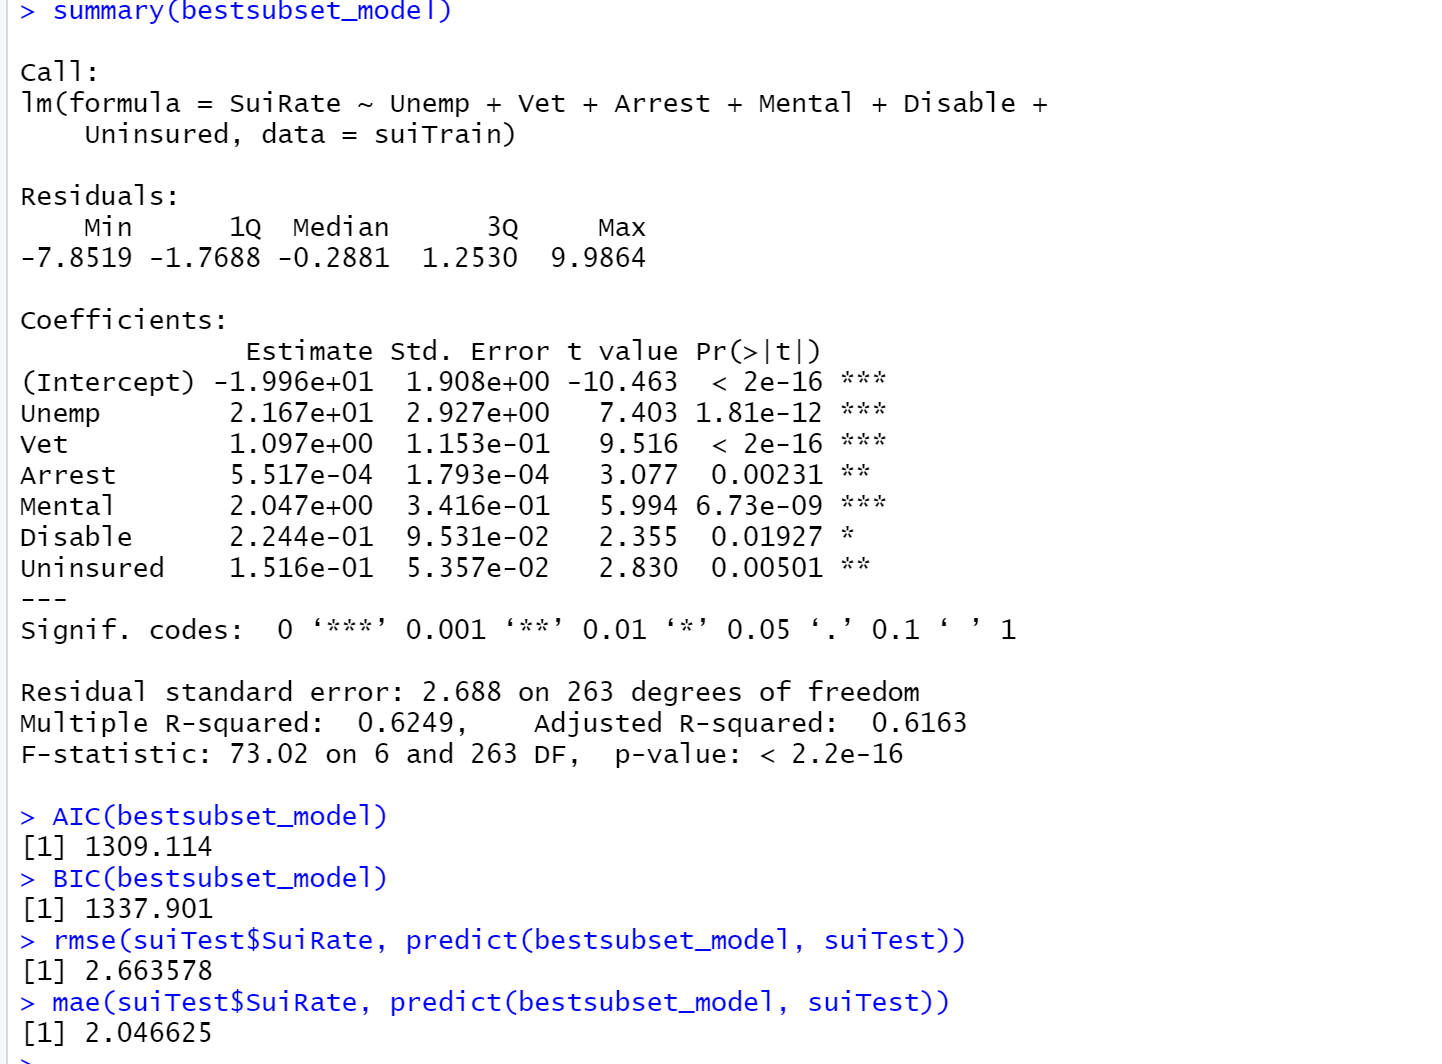 > summary(bestsubset_model)
Call:
lm(formula = SuiRate ~ Unemp + Vet + Arrest + Mental + Disable +
    Uninsured, data = suiTrain)
Residuals:
    Min      1Q  Median      3Q     Max
-7.8519 -1.7688 -0.2881  1.2530  9.9864
Coefficients:
              Estimate Std. Error t value Pr(>|t|)
(Intercept) -1.996e+01  1.908e+00 -10.463  < 2e-16 ***
Unemp        2.167e+01  2.927e+00   7.403 1.81e-12 ***
Vet          1.097e+00  1.153e-01   9.516  < 2e-16 ***
Arrest       5.517e-04  1.793e-04   3.077  0.00231 **
Mental       2.047e+00  3.416e-01   5.994 6.73e-09 ***
Disable      2.244e-01  9.531e-02   2.355  0.01927 *
Uninsured    1.516e-01  5.357e-02   2.830  0.00501 **
---
Signif. codes:  0 ‘***’ 0.001 ‘**’ 0.01 ‘*’ 0.05 ‘.’ 0.1 ‘ ’ 1
Residual standard error: 2.688 on 263 degrees of freedom
Multiple R-squared:  0.6249,    Adjusted R-squared:  0.6163
F-statistic: 73.02 on 6 and 263 DF,  p-value: < 2.2e-16
> AIC(bestsubset_model)
[1] 1309.114
> BIC(bestsubset_model)
[1] 1337.901
> rmse(suiTest$SuiRate, predict(bestsubset_model, suiTest))
[1] 2.663578
> mae(suiTest$SuiRate, predict(bestsubset_model, suiTest))
[1] 2.046625
>